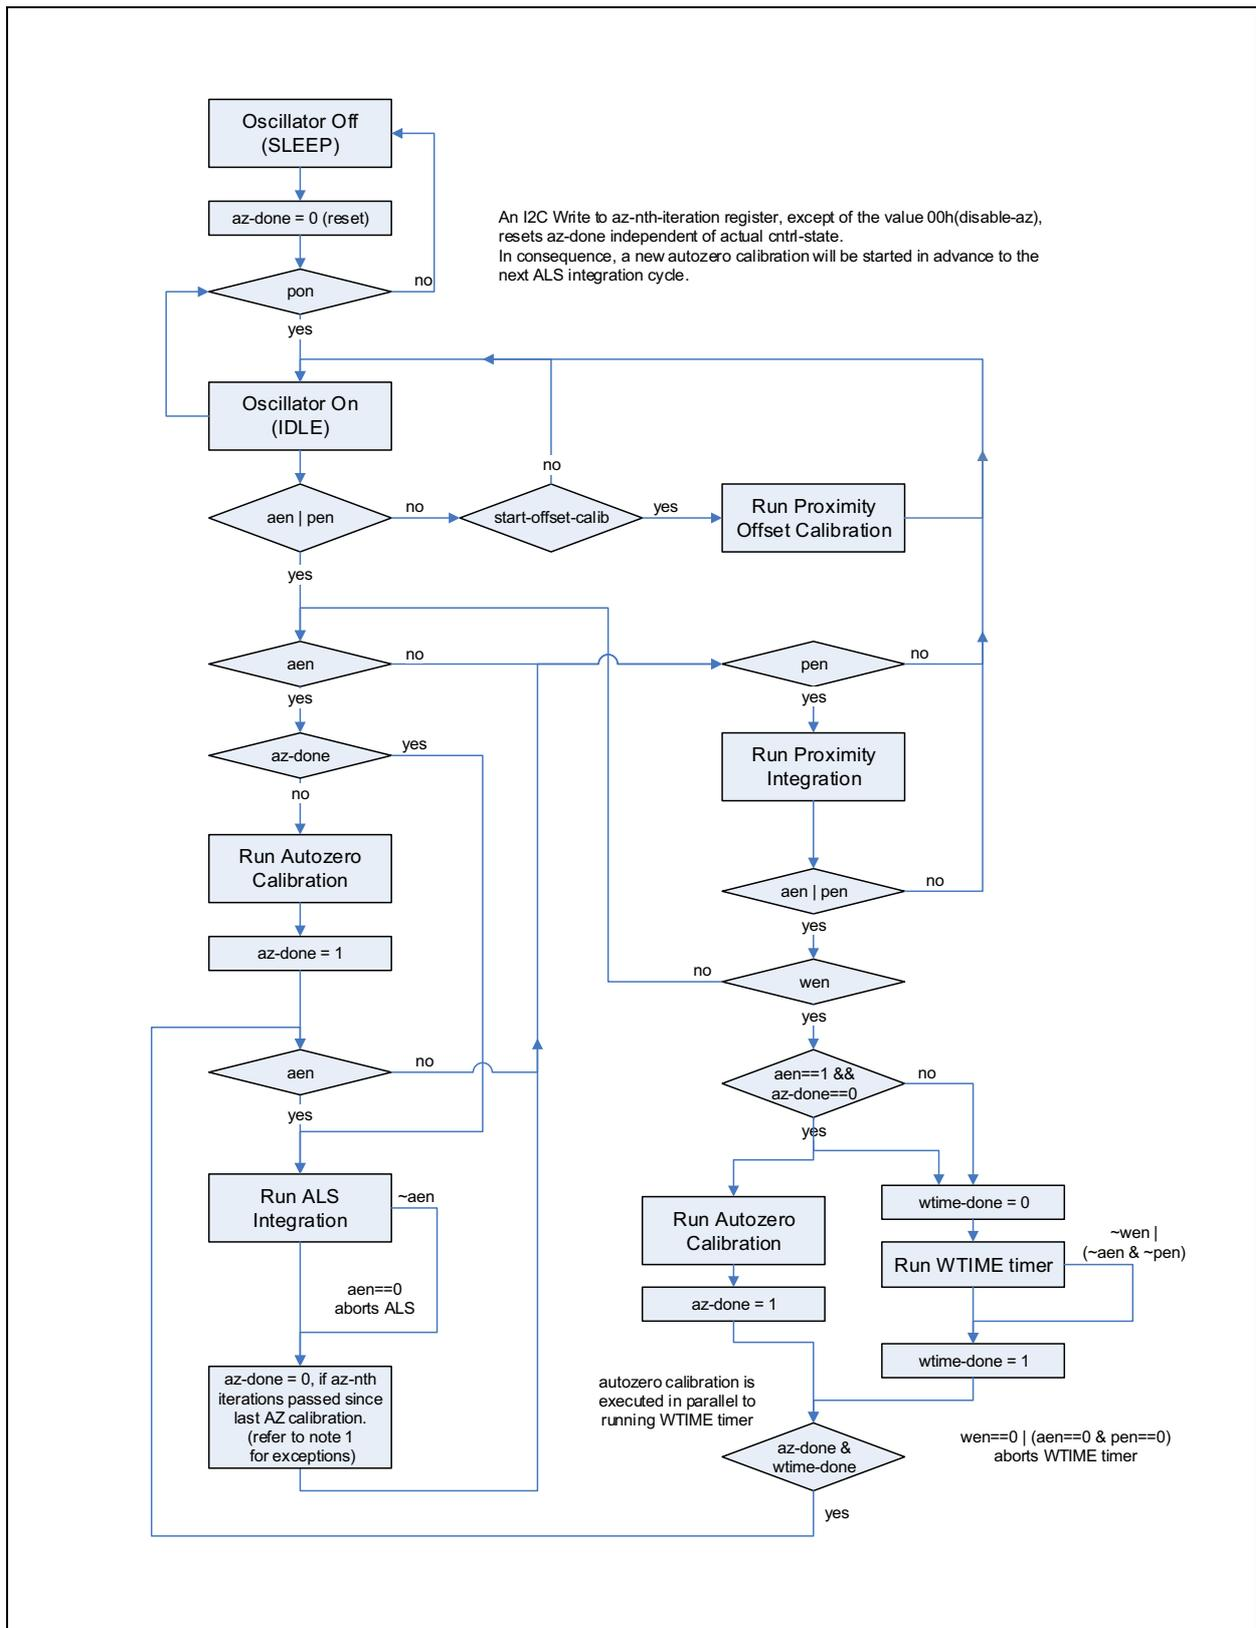 Oscillator Off
(SLEEP)
az-done = 0 (reset)
An I2C Write to az-nth-iteration register, except of the value 00h(disable-az),
resets az-done independent of actual cntrl-state.
In consequence, a new autozero calibration will be started in advance to the
next ALS integration cycle.
pon
no
yes
Oscillator On
(IDLE)
no
aen | pen
no
start-offset-calib
yes
Run Proximity
Offset Calibration
yes
aen
no
pen
no
yes
yes
az-done
yes
Run Proximity
Integration
no
Run Autozero
Calibration
aen | pen
no
yes
az-done = 1
no
wen
yes
aen
no
aen==1 &&
az-done==0
no
yes
yes
Run ALS
Integration
~aen
Run Autozero
Calibration
wtime-done = 0
~wen |
(~aen & ~pen)
Run WTIME timer
aen==0
aborts ALS
az-done = 1
wtime-done = 1
az-done = 0, if az-nth
iterations passed since
last AZ calibration.
(refer to note 1
for exceptions)
autozero calibration is
executed in parallel to
running WTIME timer
az-done &
wtime-done
wen==0 | (aen==0 & pen==0)
aborts WTIME timer
yes